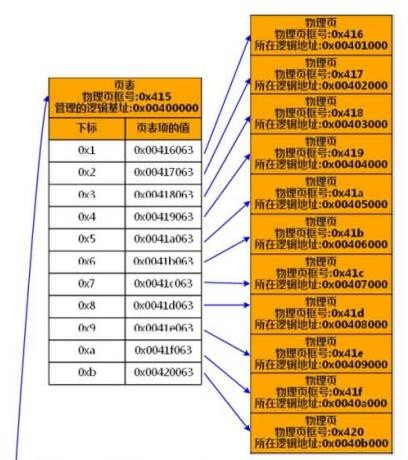 页表
物理页框号:0x415
管理的逻辑基址:0x00400000
下标 页表项的值
0x1 0x00416063
0x2 0x00417063
0x3 0x00418063
0x4 0x00419063
0x5 0x0041a063
0x6 0x0041b063
0x7 0x0041c063
0x8 0x0041d063
0x9 0x0041e063
0xa 0x0041f063
0xb 0x00420063
物理页
物理页框号:0x416
所在逻辑地址:0x00401000
物理页
物理页框号:0x417
所在逻辑地址:0x00402000
物理页
物理页框号:0x418
所在逻辑地址:0x00403000
物理页
物理页框号:0x419
所在逻辑地址:0x00404000
物理页
物理页框号:0x41a
所在逻辑地址:0x00405000
物理页
物理页框号:0x41b
所在逻辑地址:0x00406000
物理页
物理页框号:0x41c
所在逻辑地址:0x00407000
物理页
物理页框号:0x41d
所在逻辑地址:0x00408000
物理页
物理页框号:0x41e
所在逻辑地址:0x00409000
物理页
物理页框号:0x41f
所在逻辑地址:0x0040a000
物理页
物理页框号:0x420
所在逻辑地址:0x0040b000